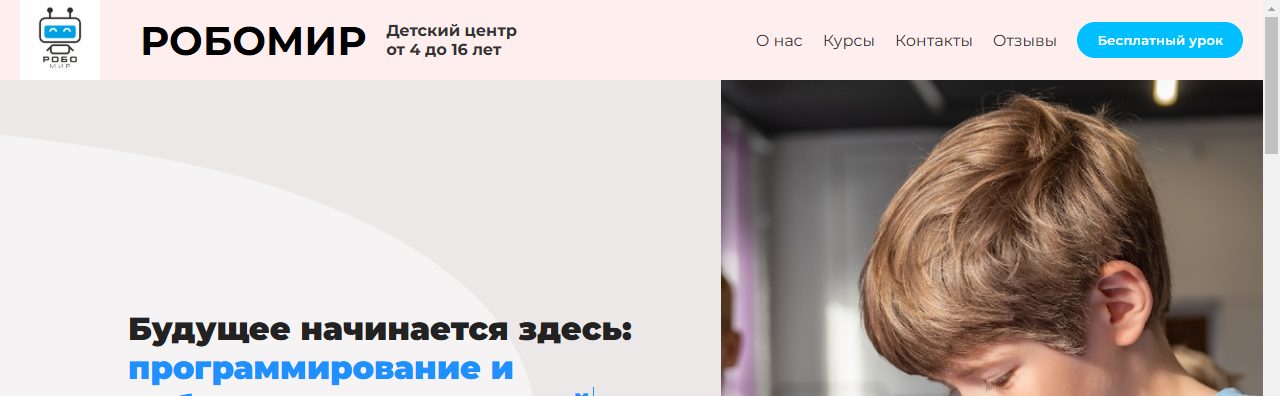 РОБО
МИР
РОБОМИР
Детский центр
от 4 до 16 лет
О нас
Курсы
Контакты
Отзывы
Бесплатный урок
Будущее начинается здесь:
программирование и